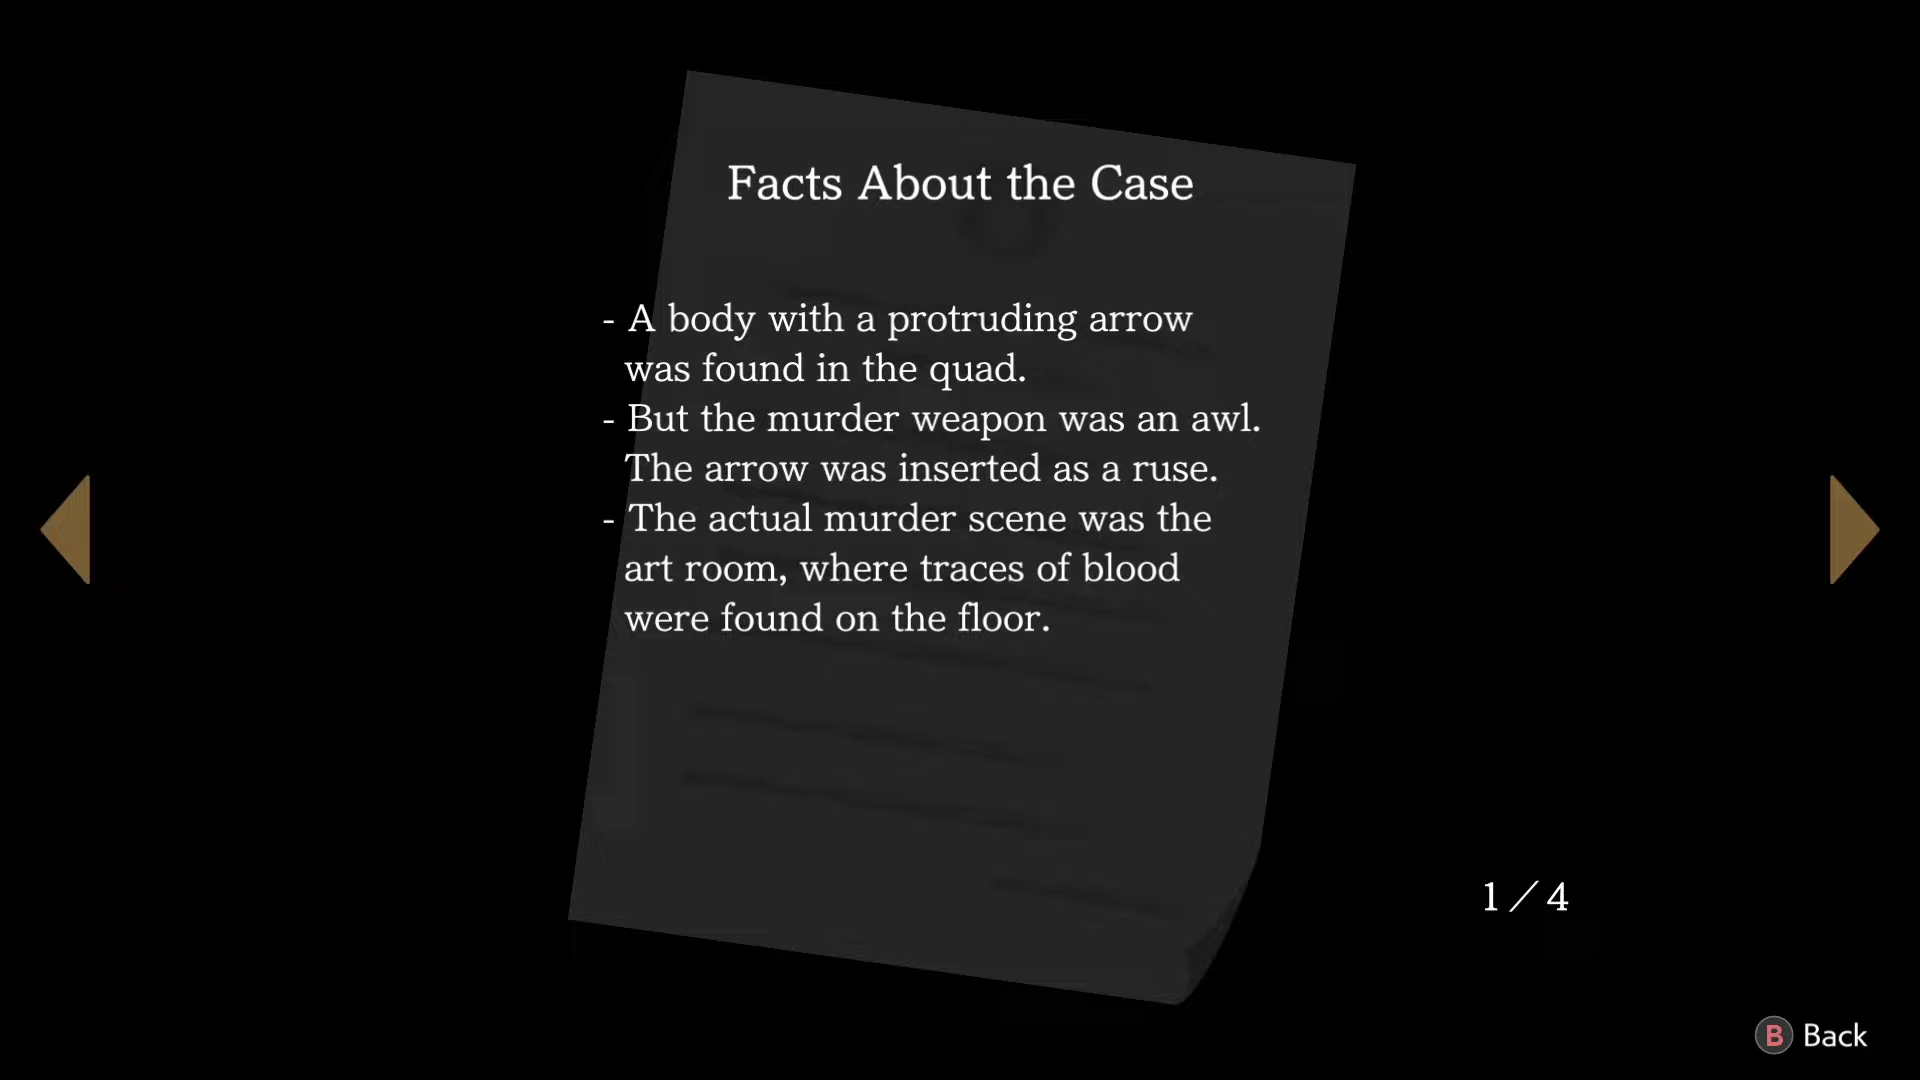 Facts About the Case
- A body with a protruding arrow
was found in the quad.
- But the murder weapon was an awl.
The arrow was inserted as a ruse.
- The actual murder scene was the
art room, where traces of blood
were found on the floor.
1／4
B Back